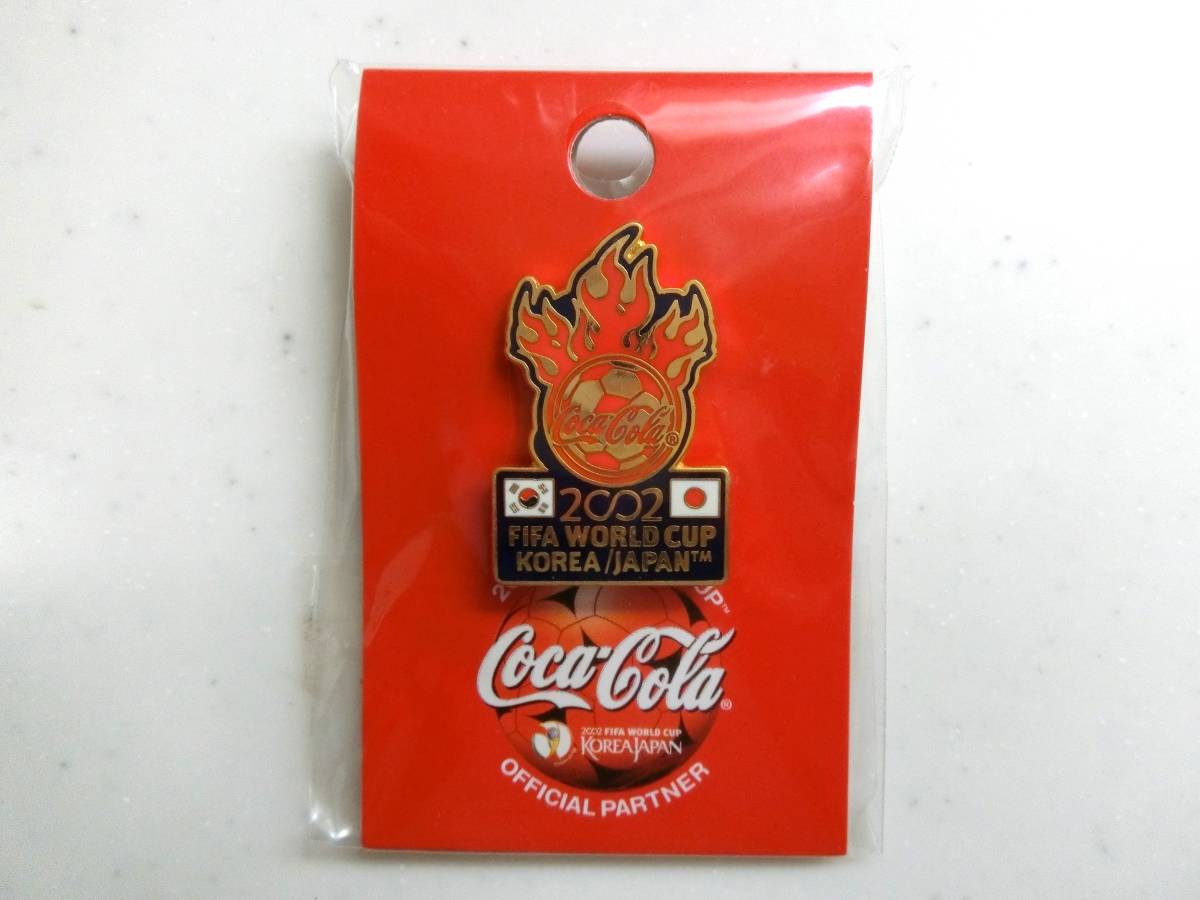 Coca-Cola®
2002
FIFA WORLD CUP
KOREA/JAPAN™
Coca-Cola®
2002 FIFA WORLD CUP
KOREA JAPAN
OFFICIAL PARTNER